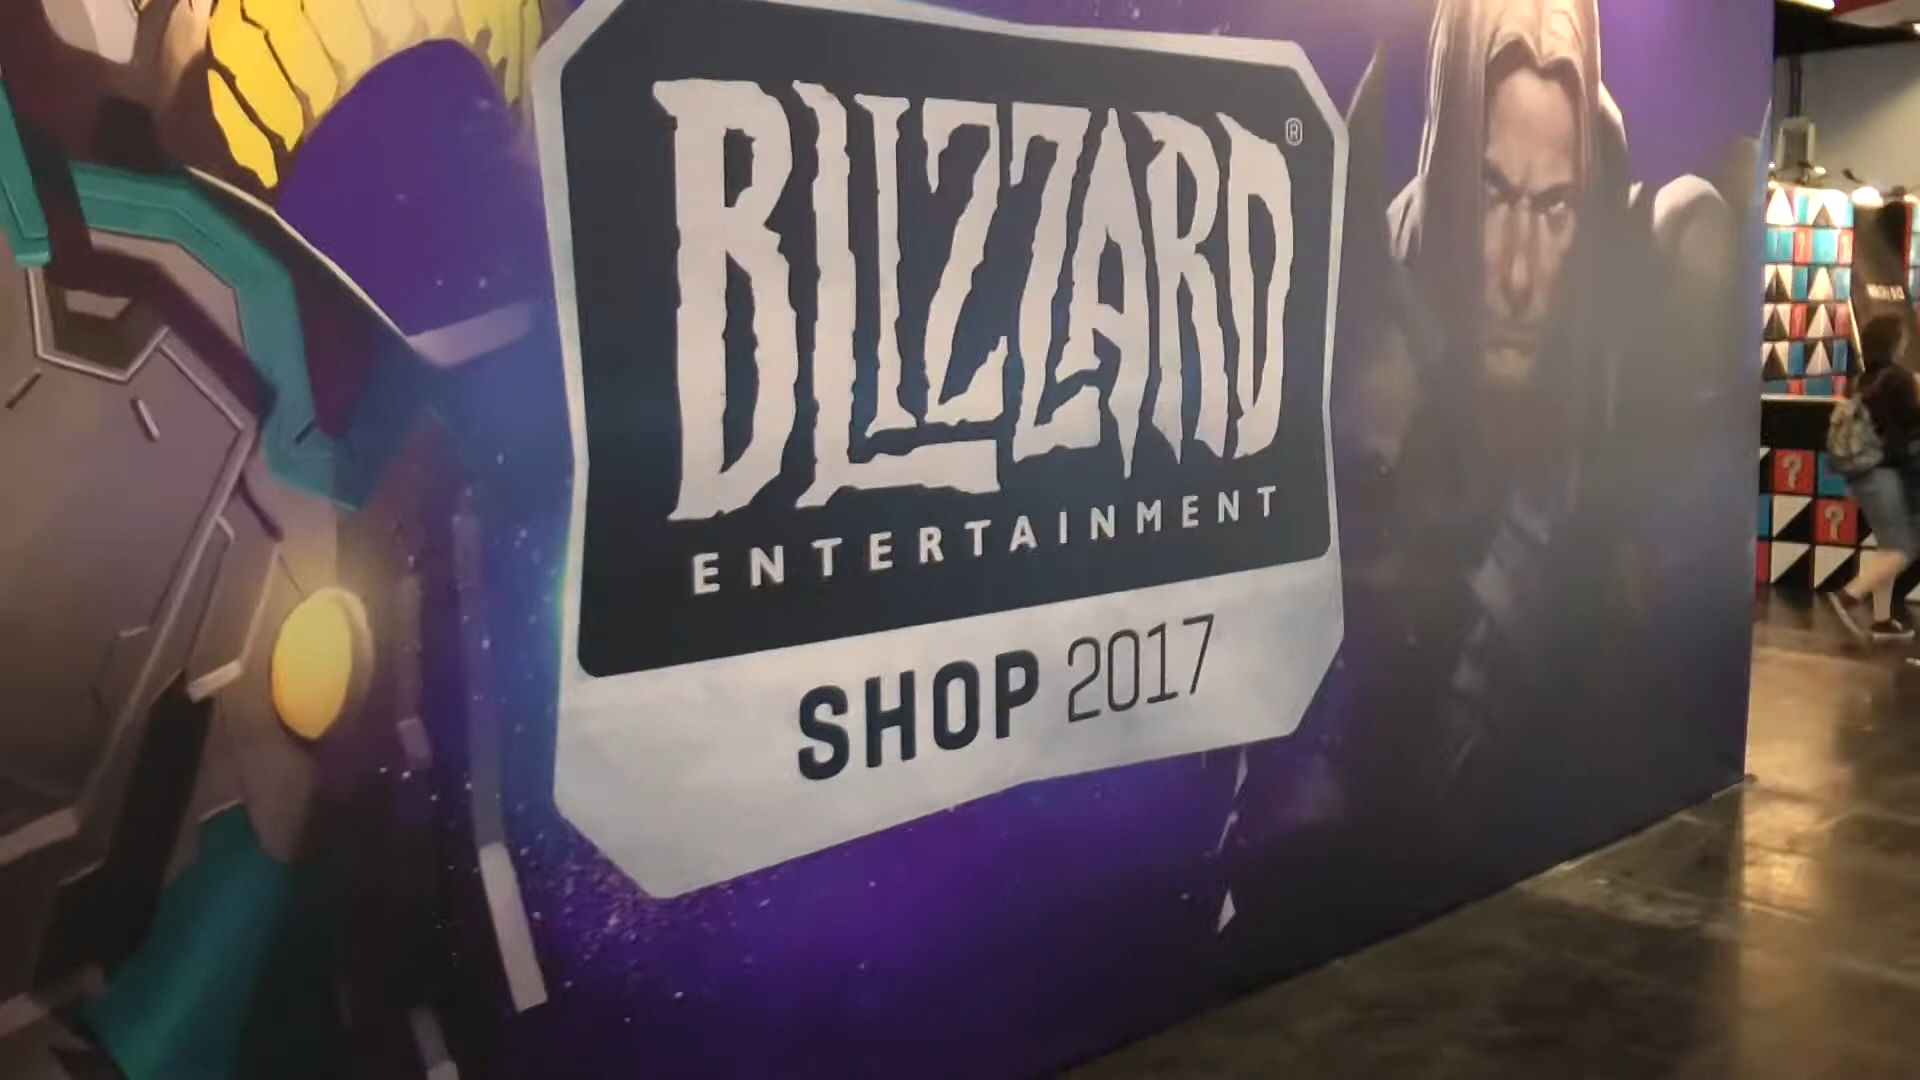 BLIZZARD®
ENTERTAINMENT
SHOP 2017
?
?